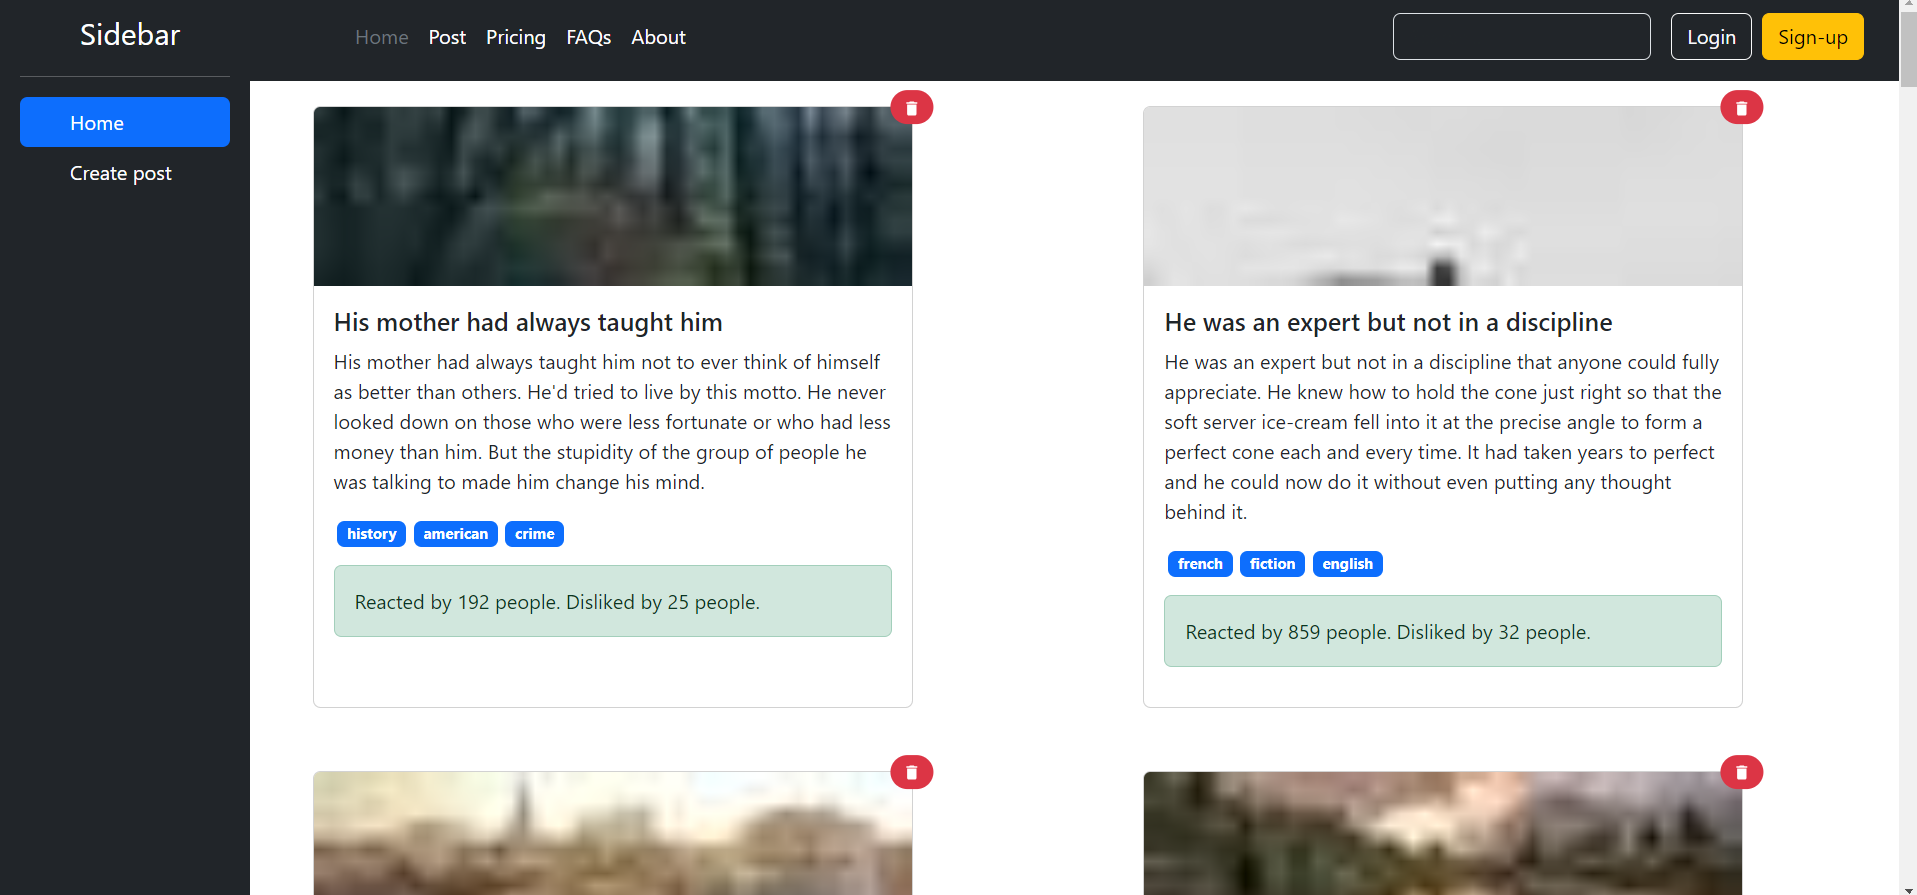 Sidebar
Home Post Pricing FAQs About
Login Sign-up
Home
Create post
His mother had always taught him
His mother had always taught him not to ever think of himself
as better than others. He'd tried to live by this motto. He never
looked down on those who were less fortunate or who had less
money than him. But the stupidity of the group of people he
was talking to made him change his mind.
history american crime
Reacted by 192 people. Disliked by 25 people.
He was an expert but not in a discipline
He was an expert but not in a discipline that anyone could fully
appreciate. He knew how to hold the cone just right so that the
soft server ice-cream fell into it at the precise angle to form a
perfect cone each and every time. It had taken years to perfect
and he could now do it without even putting any thought
behind it.
french fiction english
Reacted by 859 people. Disliked by 32 people.